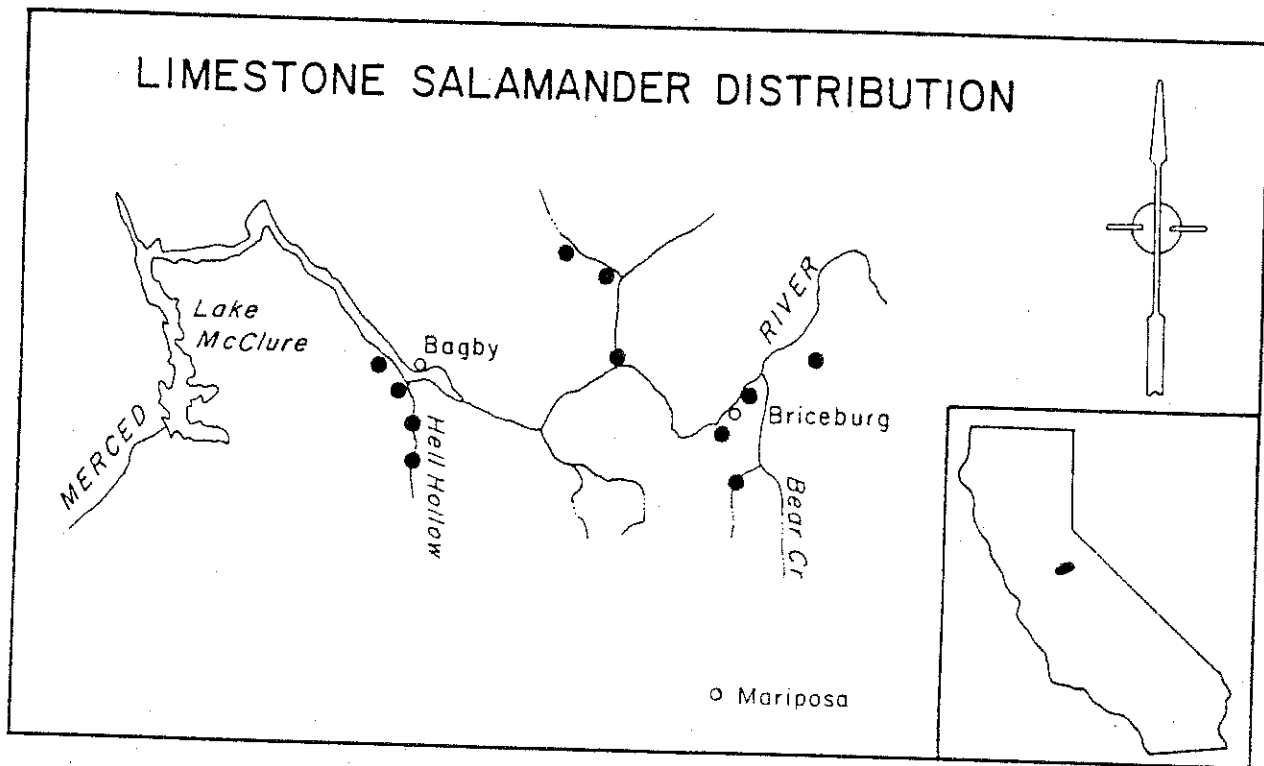 LIMESTONE SALAMANDER DISTRIBUTION
Lake
McClure
Bagby
RIVER
Briceburg
MERCED
Hell Hollow
Bear Cr
Mariposa